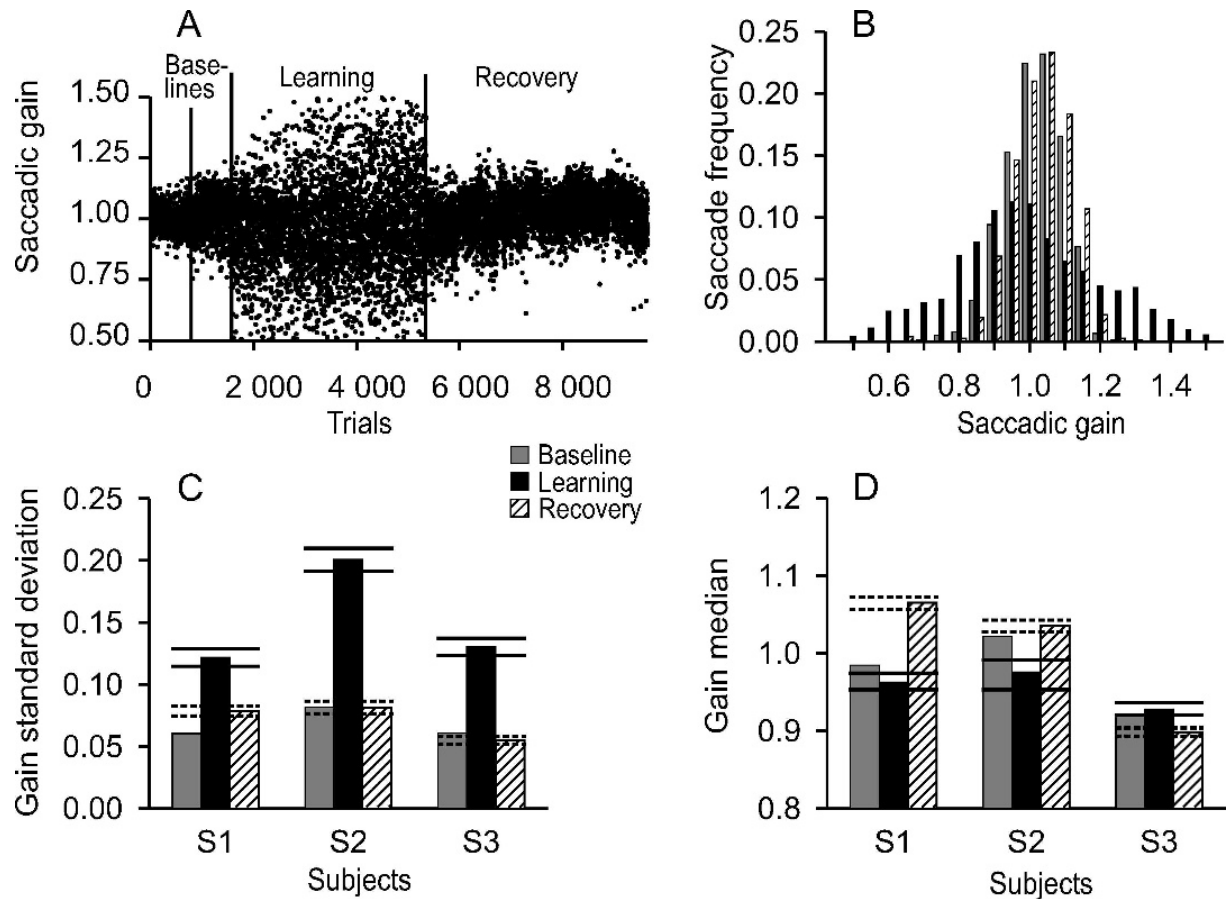 A
Base-
lines
Learning
Recovery
1.50
1.25
1.00
0.75
0.50
Saccadic gain
0
2 000
4 000
6 000
8 000
Trials
B
0.25
0.20
0.15
0.10
0.05
0.00
Saccade frequency
0.6
0.8
1.0
1.2
1.4
Saccadic gain
Baseline
Learning
Recovery
C
0.25
0.20
0.15
0.10
0.05
0.00
Gain standard deviation
S1
S2
S3
Subjects
D
1.2
1.1
1.0
0.9
0.8
Gain median
S1
S2
S3
Subjects